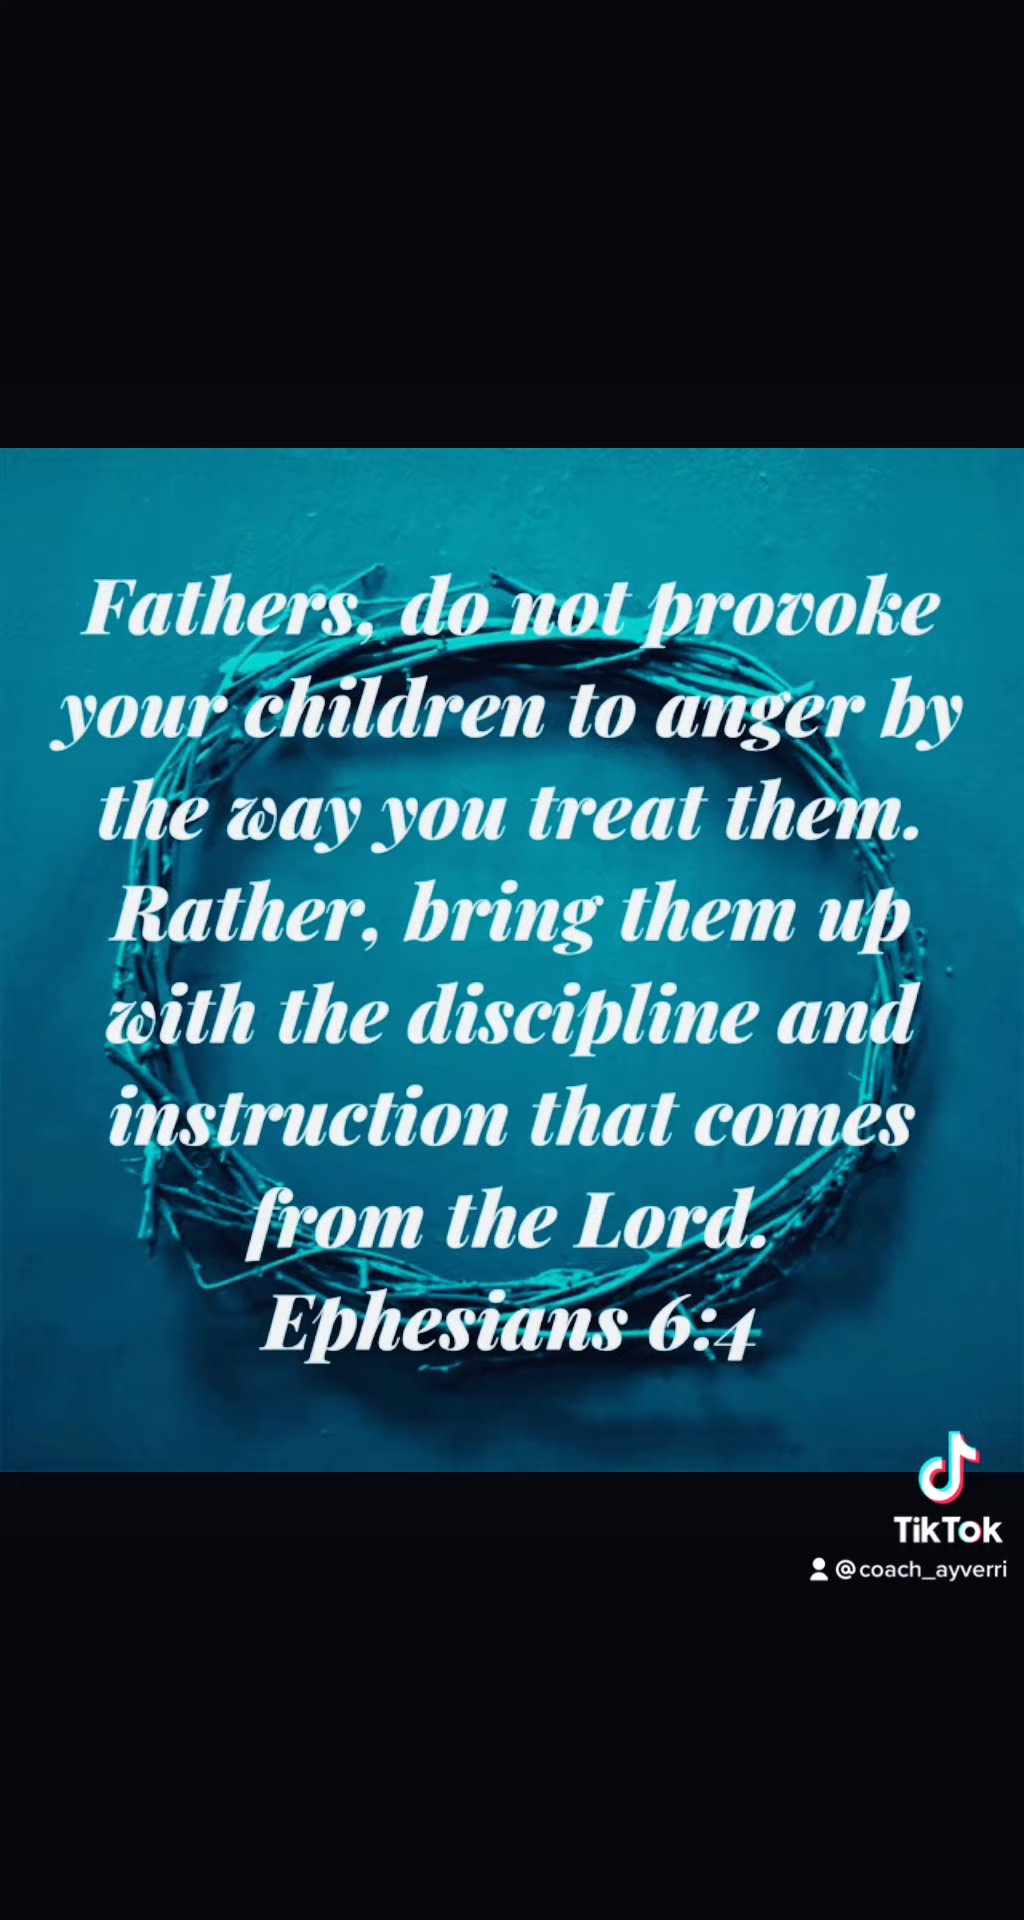 Fathers, do not provoke
your children to anger by
the way you treat them.
Rather, bring them up
with the discipline and
instruction that comes
from the Lord.
Ephesians 6:4
TikTok
@coach_ayverri